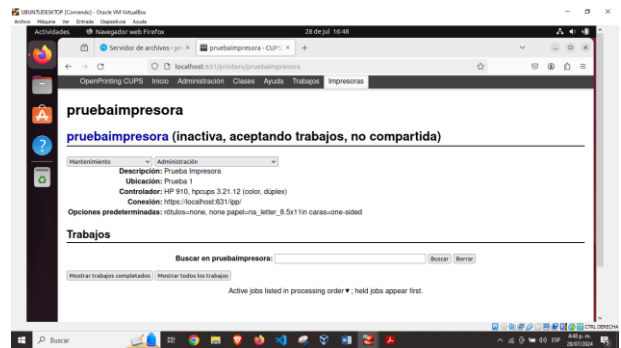 UBUNTUDESKTOP [Corriendo] - Oracle VM VirtualBox
Archivo Máquina Ver Entrada Dispositivos Ayuda
Actividades Navegador web Firefox 28 de jul 16:48
Servidor de archivos - yo × pruebaimpresora - CUPS × +
localhost:631/printers/pruebaimpresora
OpenPrinting CUPS Inicio Administración Clases Ayuda Trabajos Impresoras
pruebaimpresora
pruebaimpresora (inactiva, aceptando trabajos, no compartida)
Mantenimiento Administración
Descripción: Prueba Impresora
Ubicación: Prueba 1
Controlador: HP 910, hpcups 3.21.12 (color, dúplex)
Conexión: https://localhost:631/ipp/
Opciones predeterminadas: rótulos=none, none papel=na_letter_8.5x11in caras=one-sided
Trabajos
Buscar en pruebaimpresora: Buscar Borrar
Mostrar trabajos completados Mostrar todos los trabajos
Active jobs listed in processing order▼; held jobs appear first.
CTRL DERECHA
Buscar ESP 4:48 p. m.
28/07/2024